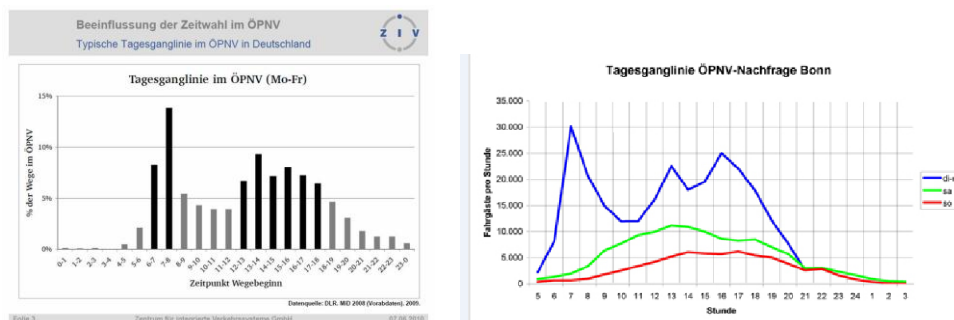 Beeinflussung der Zeitwahl im ÖPNV
Typische Tagesganglinie im ÖPNV in Deutschland
Z I V
Tagesganglinie im ÖPNV (Mo-Fr)
% der Wege im ÖPNV
15%
10%
5%
0%
0-1 1-2 2-3 3-4 4-5 5-6 6-7 7-8 8-9 9-10 10-11 11-12 12-13 13-14 14-15 15-16 16-17 17-18 18-19 19-20 20-21 21-22 22-23 23-0
Zeitpunkt Wegebeginn
Datenquelle: DLR. MiD 2008 (Vorabdaten). 2009.
Folie 3 Zentrum für integrierte Verkehrssysteme GmbH 07.06.2010
Tagesganglinie ÖPNV-Nachfrage Bonn
Fahrgäste pro Stunde
35.000
30.000
25.000
20.000
15.000
10.000
5.000
0
5 6 7 8 9 10 11 12 13 14 15 16 17 18 19 20 21 22 23 24 1 2 3
Stunde
sa
so